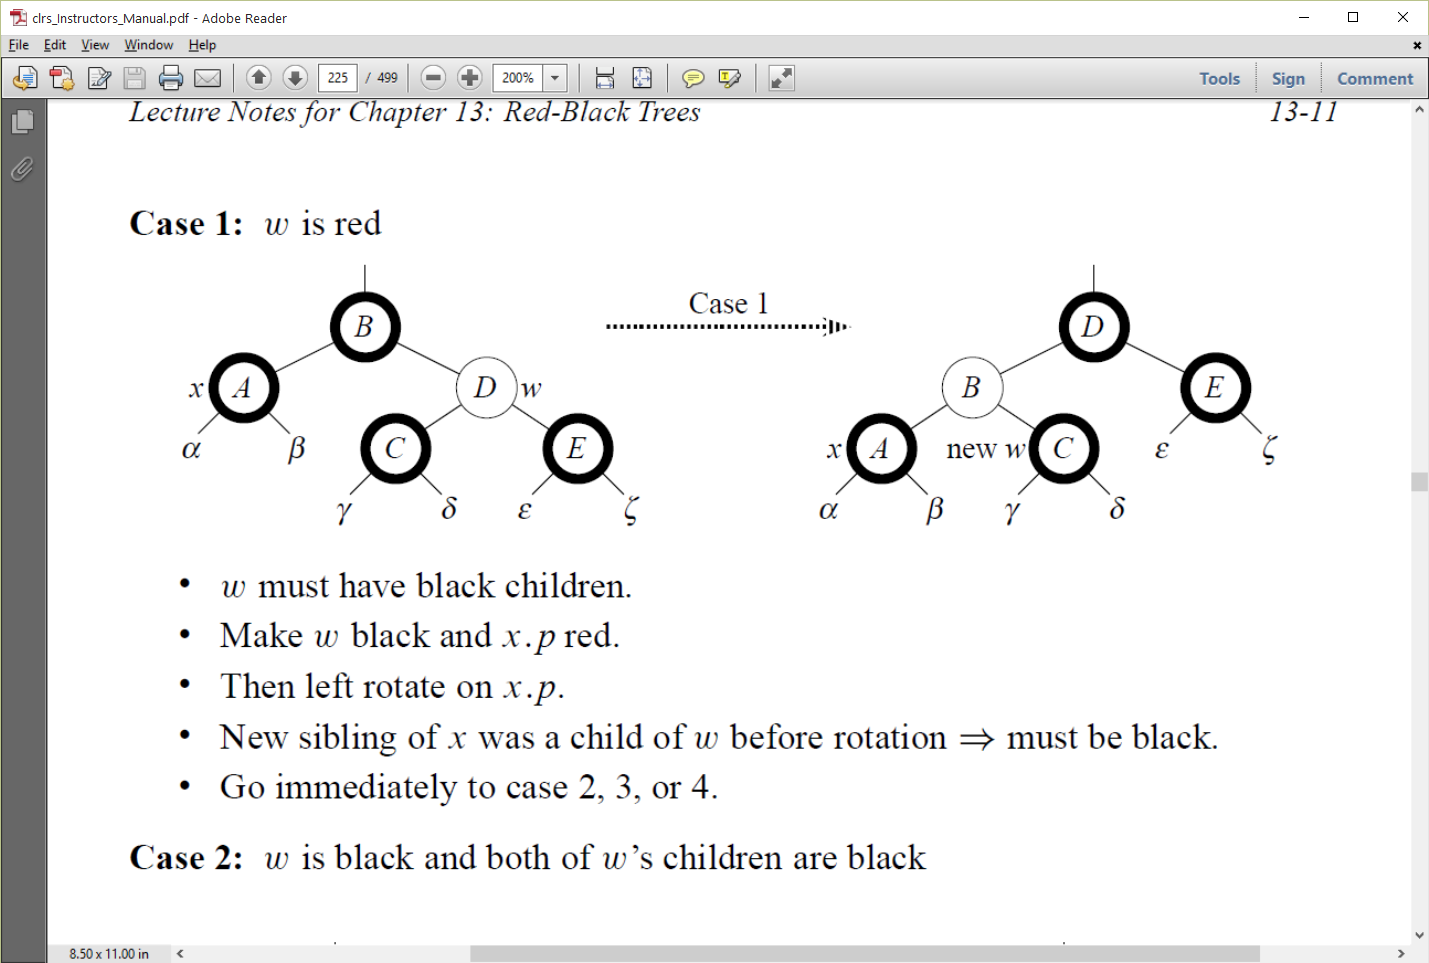 clrs_Instructors_Manual.pdf - Adobe Reader
File Edit View Window Help
225 / 499 200% Tools Sign Comment
Lecture Notes for Chapter 13: Red-Black Trees 13-11
Case 1: w is red
Case 1
B D
x A D w B E
α β C E x A new w C ε ζ
γ δ ε ζ α β γ δ
• w must have black children.
• Make w black and x.p red.
• Then left rotate on x.p.
• New sibling of x was a child of w before rotation ⇒ must be black.
• Go immediately to case 2, 3, or 4.
Case 2: w is black and both of w’s children are black
8.50 x 11.00 in